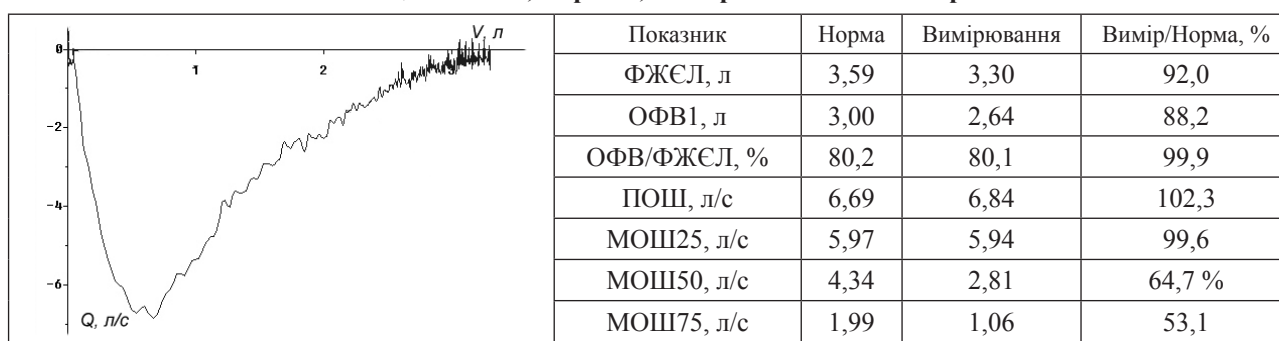 V, л
0
1
2
3
-2
-4
-6
Q, л/с
Показник Норма Вимірювання Вимір/Норма, %
ФЖЄЛ, л 3,59 3,30 92,0
ОФВ1, л 3,00 2,64 88,2
ОФВ/ФЖЄЛ, % 80,2 80,1 99,9
ПОШ, л/с 6,69 6,84 102,3
МОШ25, л/с 5,97 5,94 99,6
МОШ50, л/с 4,34 2,81 64,7 %
МОШ75, л/с 1,99 1,06 53,1